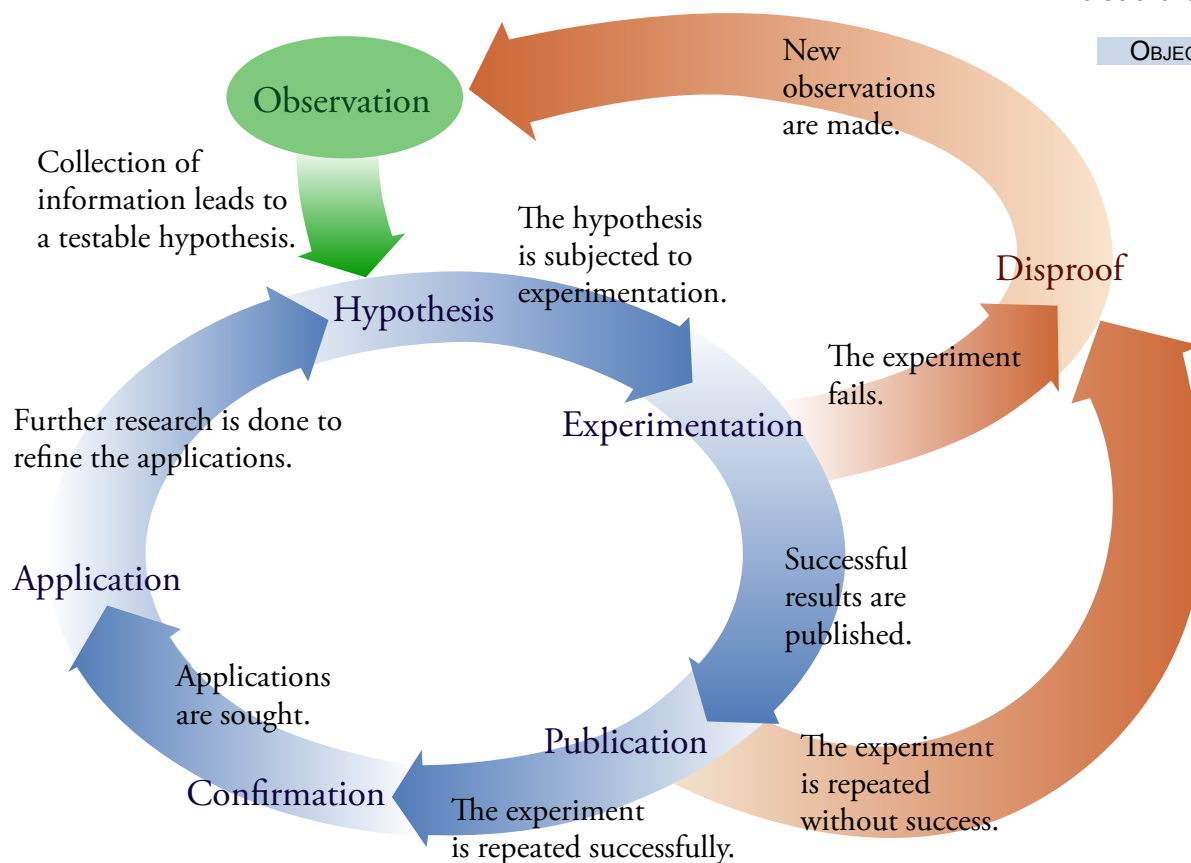 OBJEC
Observation
New
observations
are made.
Collection of
information leads to
a testable hypothesis.
The hypothesis
is subjected to
experimentation.
Disproof
Hypothesis
The experiment
fails.
Experimentation
Further research is done to
refine the applications.
Successful
results are
published.
Application
Applications
are sought.
Publication
The experiment
is repeated
without success.
Confirmation
The experiment
is repeated successfully.